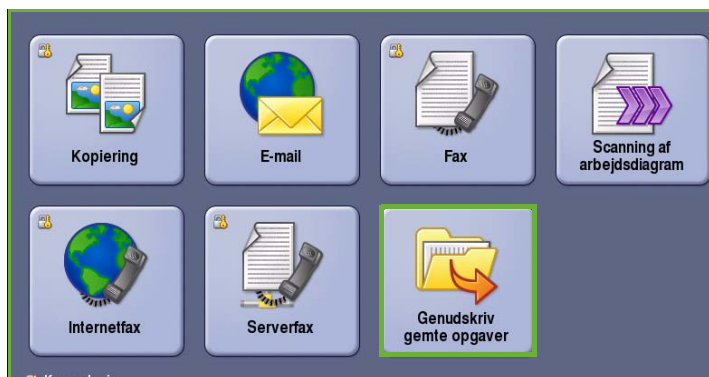 Kopiering
E-mail
Fax
Scanning af
arbejdsdiagram
Internetfax
Serverfax
Genudskriv
gemte opgaver